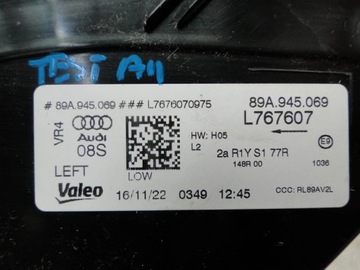 TEST A11
# 89A.945.069 ### L7676070975
89A.945.069
L767607
VR4
Audi
08S
HW: H05
L2
2a R1Y S1 77R
148R 00
E9
1036
LEFT
LOW
Valeo
16/11/22 0349 12:45
CCC: RL89AV2L